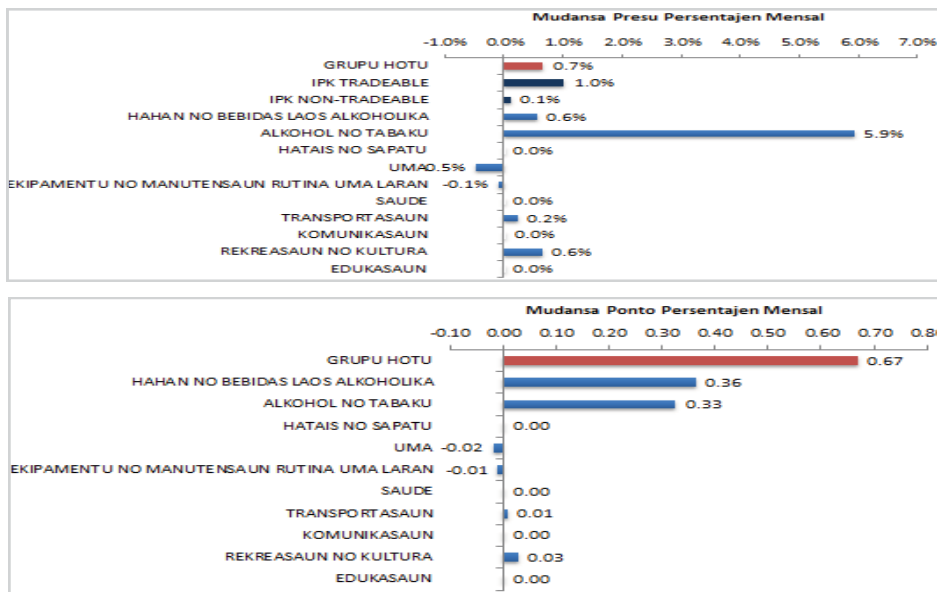 Mudansa Presu Persentajen Mensal
-1.0% 0.0% 1.0% 2.0% 3.0% 4.0% 5.0% 6.0% 7.0%
GRUPU HOTU 0.7%
IPK TRADEABLE 1.0%
IPK NON-TRADEABLE 0.1%
HAHAN NO BEBIDAS LAOS ALKOHOLIKA 0.6%
ALKOHOL NO TABAKU 5.9%
HATAIS NO SAPATU 0.0%
UMA 0.5%
EKIPAMENTU NO MANUTENSAUN RUTINA UMA LARAN -0.1%
SAUDE 0.0%
TRANSPORTASAUN 0.2%
KOMUNIKASAUN 0.0%
REKREASAUN NO KULTURA 0.6%
EDUKASAUN 0.0%
Mudansa Ponto Persentajen Mensal
-0.10 0.00 0.10 0.20 0.30 0.40 0.50 0.60 0.70 0.80
GRUPU HOTU 0.67
HAHAN NO BEBIDAS LAOS ALKOHOLIKA 0.36
ALKOHOL NO TABAKU 0.33
HATAIS NO SAPATU 0.00
UMA -0.02
EKIPAMENTU NO MANUTENSAUN RUTINA UMA LARAN -0.01
SAUDE 0.00
TRANSPORTASAUN 0.01
KOMUNIKASAUN 0.00
REKREASAUN NO KULTURA 0.03
EDUKASAUN 0.00